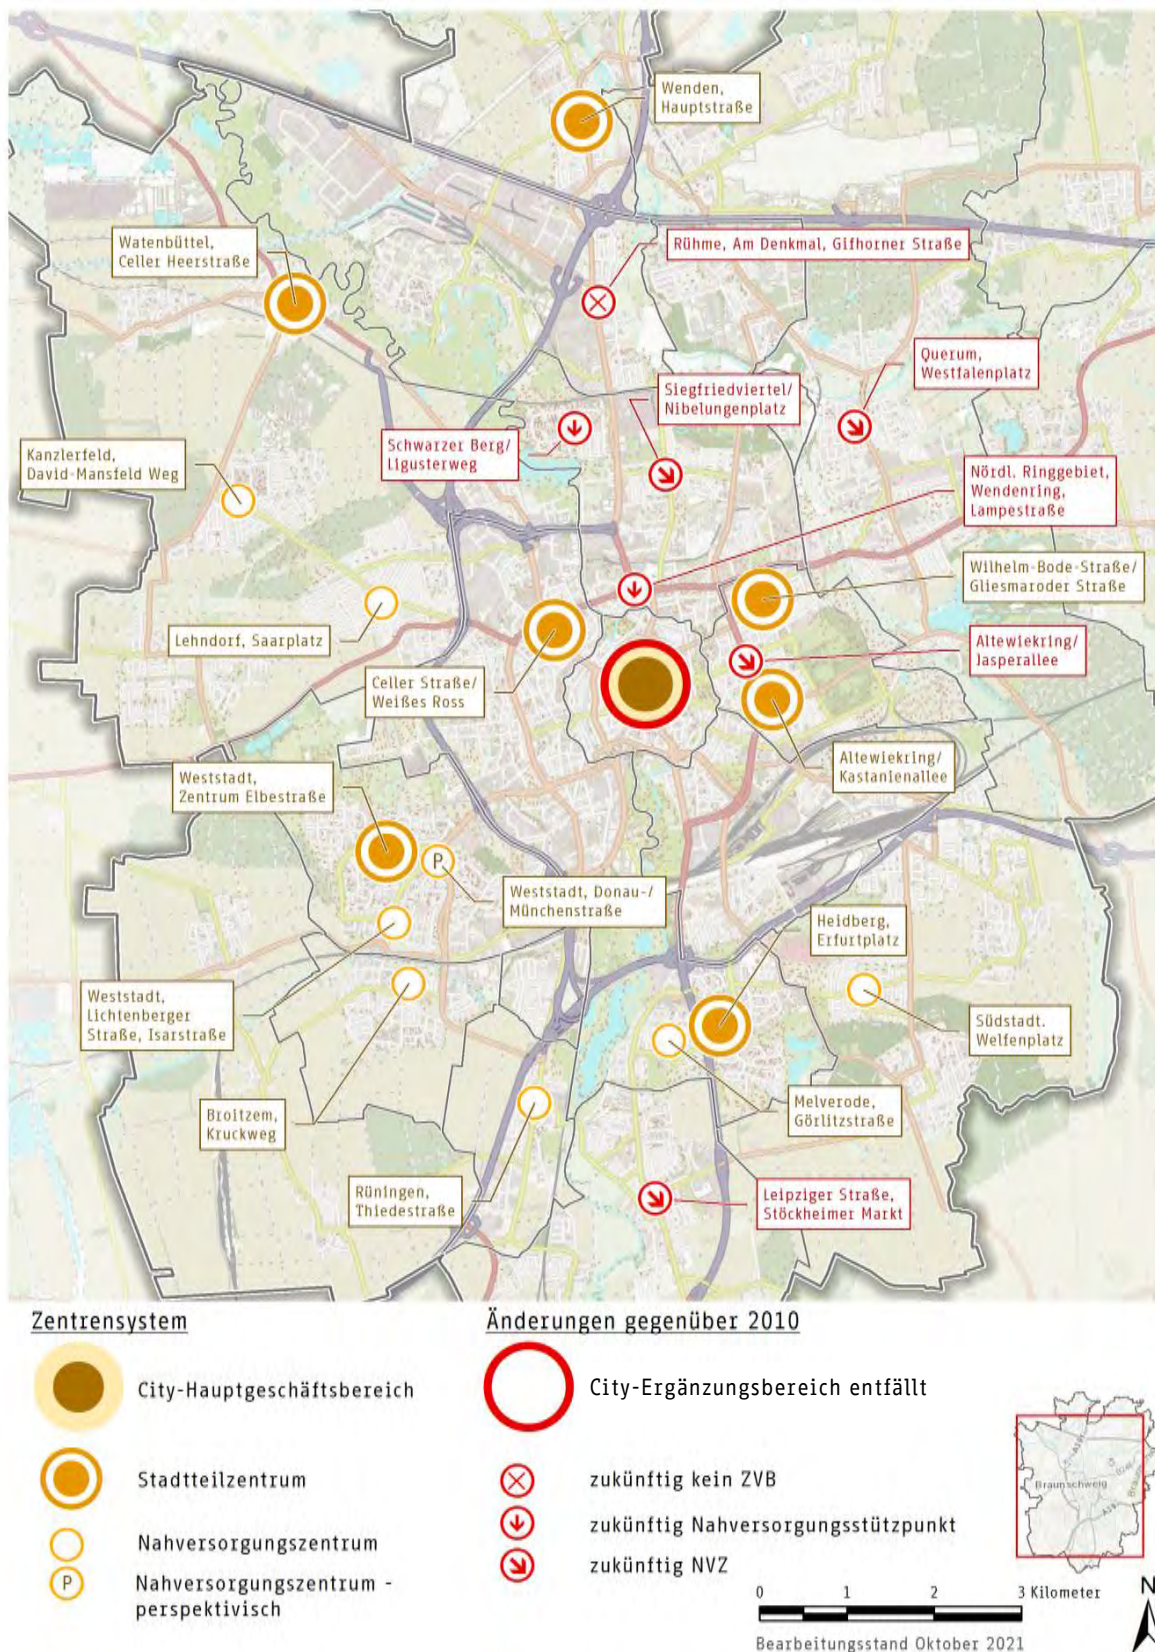 Wenden,
Hauptstraße
Watenbüttel,
Celler Heerstraße
Rühme, Am Denkmal, Gifhorner Straße
Querum,
Westfalenplatz
Siegfriedviertel/
Nibelungenplatz
Schwarzer Berg/
Ligusterweg
Kanzlerfeld,
David-Mansfeld Weg
Nördl. Ringgebiet,
Wendenring,
Lampestraße
Wilhelm-Bode-Straße/
Gliesmaroder Straße
Lehndorf, Saarplatz
Altewiekring/
Jasperallee
Celler Straße/
Weißes Ross
Altewiekring/
Kastanienallee
Weststadt,
Zentrum Elbestraße
P
Weststadt, Donau-/
Münchenstraße
Heidberg,
Erfurtplatz
Weststadt,
Lichtenberger
Straße, Isarstraße
Südstadt.
Welfenplatz
Broitzem,
Kruckweg
Melverode,
Görlitzstraße
Rüningen,
Thiedestraße
Leipziger Straße,
Stöckheimer Markt
Zentrensystem
City-Hauptgeschäftsbereich
Stadtteilzentrum
Nahversorgungszentrum
P
Nahversorgungszentrum -
perspektivisch
Änderungen gegenüber 2010
City-Ergänzungsbereich entfällt
zukünftig kein ZVB
zukünftig Nahversorgungsstützpunkt
zukünftig NVZ
Braunschweig
0 1 2 3 Kilometer
N
Bearbeitungsstand Oktober 2021